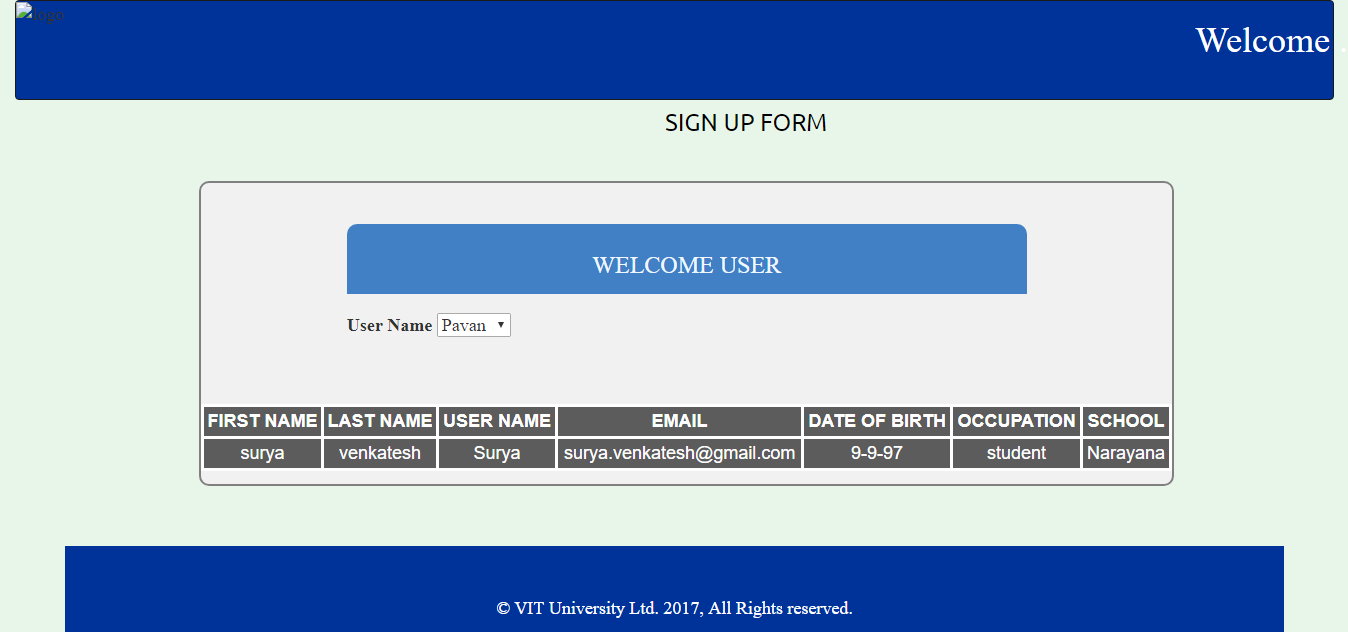 logo
Welcome .
SIGN UP FORM
WELCOME USER
User Name Pavan
FIRST NAME LAST NAME USER NAME EMAIL DATE OF BIRTH OCCUPATION SCHOOL
surya venkatesh Surya surya.venkatesh@gmail.com 9-9-97 student Narayana
© VIT University Ltd. 2017, All Rights reserved.